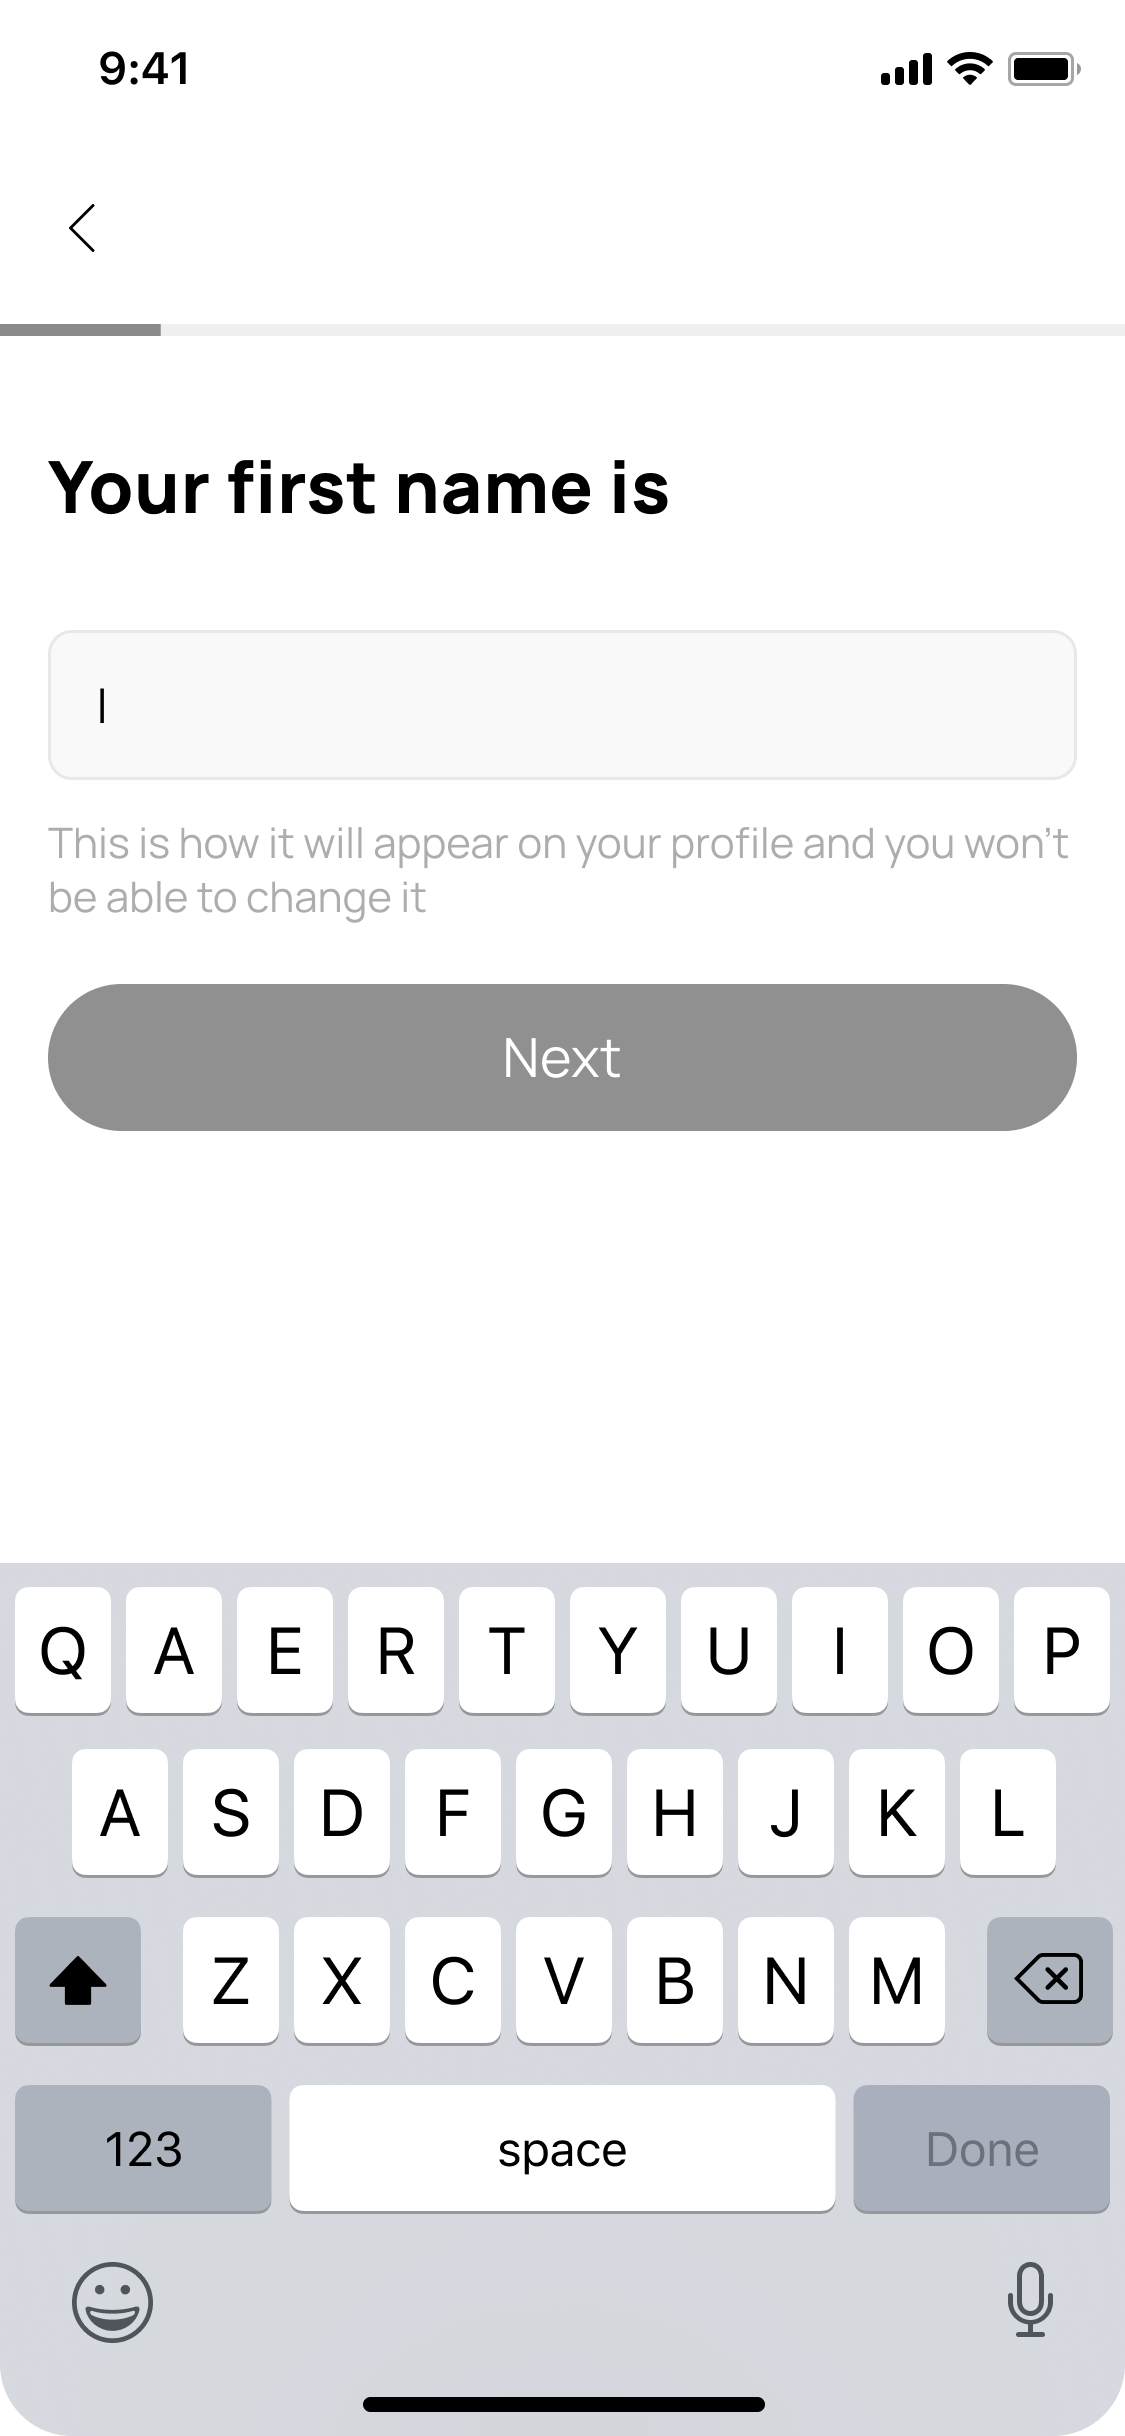 9:41
Your first name is
This is how it will appear on your profile and you won't
be able to change it
Next
Q A E R T Y U I O P
A S D F G H J K L
Z X C V B N M
123 space Done